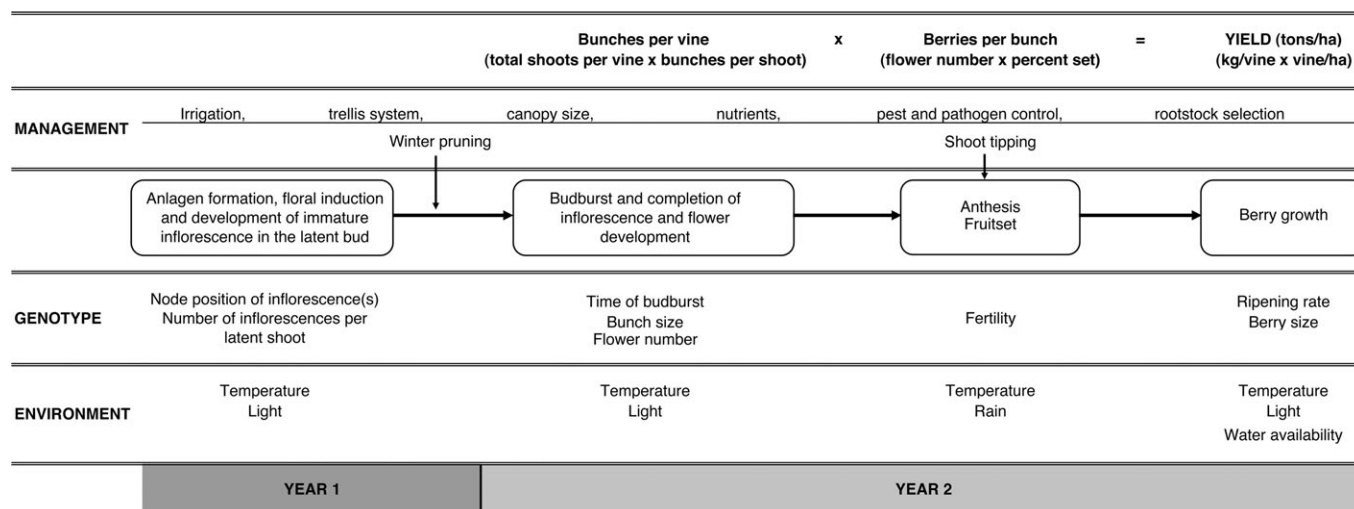 Bunches per vine x Berries per bunch = YIELD (tons/ha)
(total shoots per vine x bunches per shoot) (flower number x percent set) (kg/vine x vine/ha)
MANAGEMENT
Irrigation, trellis system, canopy size, nutrients, pest and pathogen control, rootstock selection
Winter pruning
Shoot tipping
Anlagen formation, floral induction
and development of immature
inflorescence in the latent bud
Budburst and completion of
inflorescence and flower
development
Anthesis
Fruitset
Berry growth
GENOTYPE
Node position of inflorescence(s)
Number of inflorescences per
latent shoot
Time of budburst
Bunch size
Flower number
Fertility
Ripening rate
Berry size
ENVIRONMENT
Temperature
Light
Temperature
Light
Temperature
Rain
Temperature
Light
Water availability
YEAR 1
YEAR 2